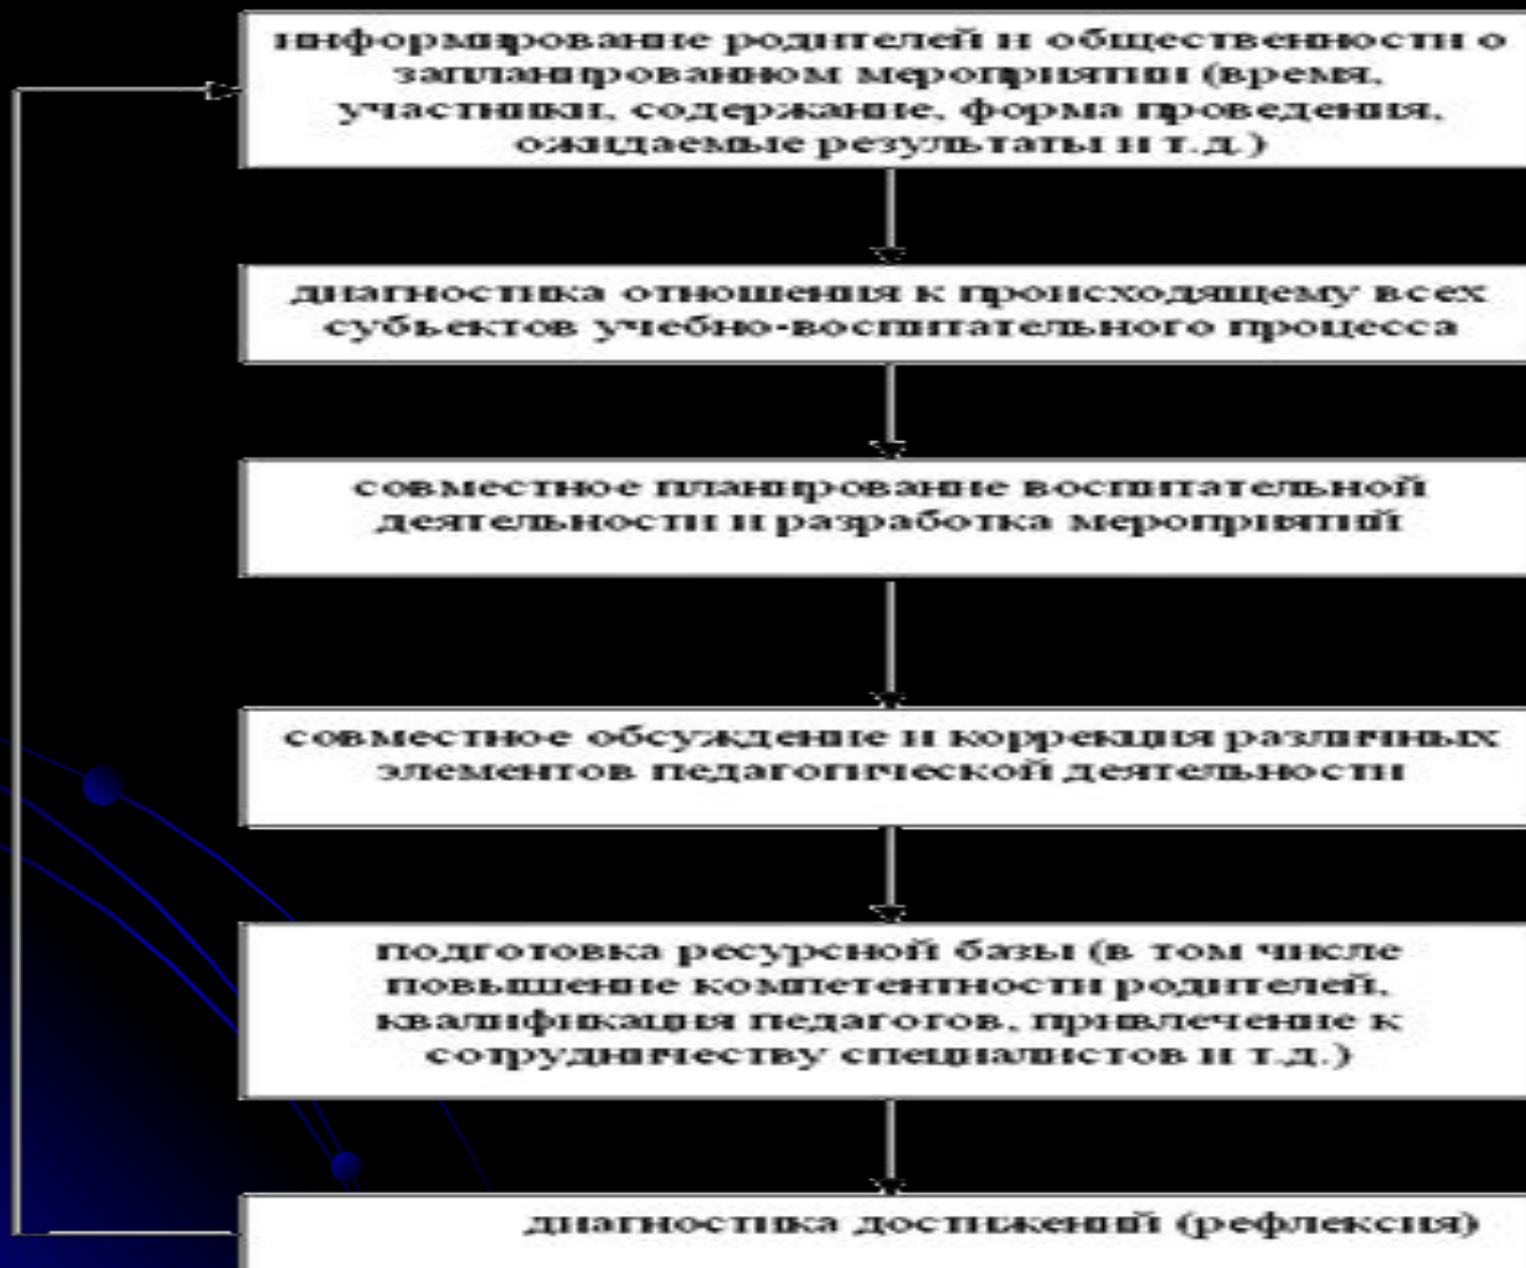 информирование родителей и общественности о
запланированном мероприятии (время,
участники, содержание, форма проведения,
ожидаемые результаты и т.д.)
диагностика отношения к происходящему всех
субъектов учебно-воспитательного процесса
совместное планирование воспитательной
деятельности и разработка мероприятий
совместное обсуждение и коррекция различных
элементов педагогической деятельности
подготовка ресурсной базы (в том числе
повышение компетентности родителей,
квалификация педагогов, привлечение к
сотрудничеству специалистов и т.д.)
диагностика достижений (рефлексия)